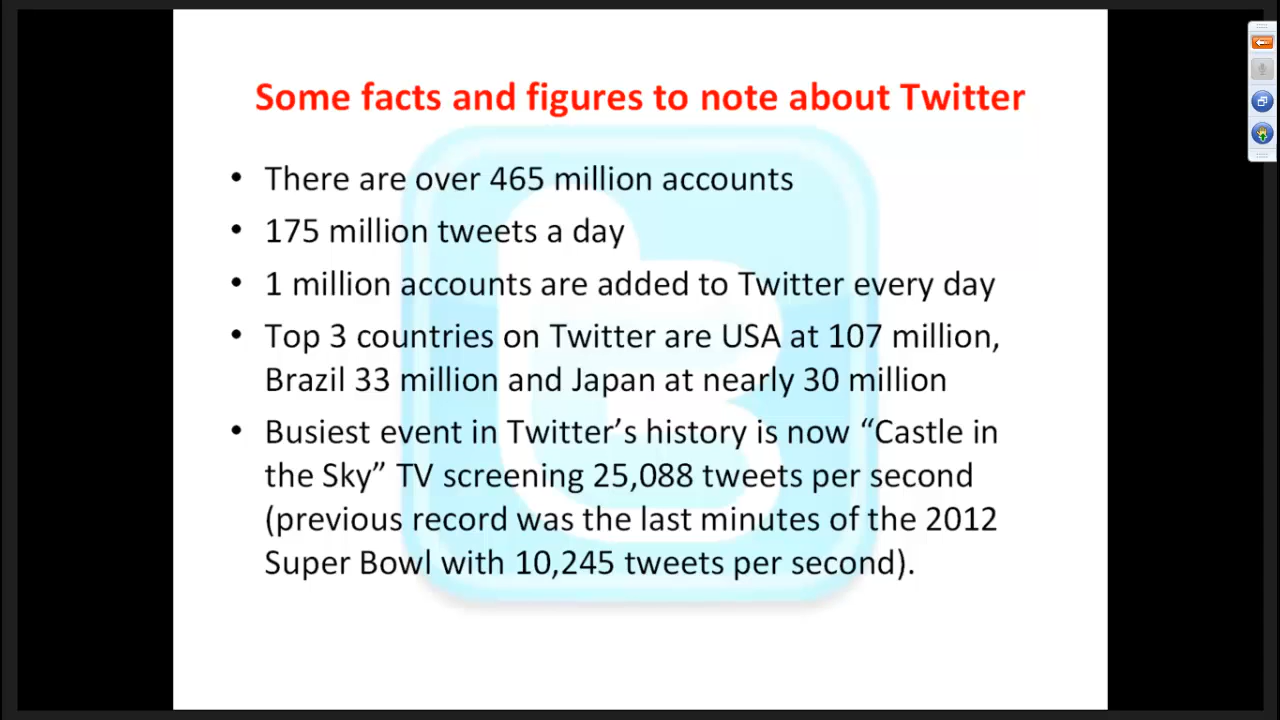 Some facts and figures to note about Twitter
• There are over 465 million accounts
• 175 million tweets a day
• 1 million accounts are added to Twitter every day
• Top 3 countries on Twitter are USA at 107 million,
Brazil 33 million and Japan at nearly 30 million
• Busiest event in Twitter’s history is now “Castle in
the Sky” TV screening 25,088 tweets per second
(previous record was the last minutes of the 2012
Super Bowl with 10,245 tweets per second).